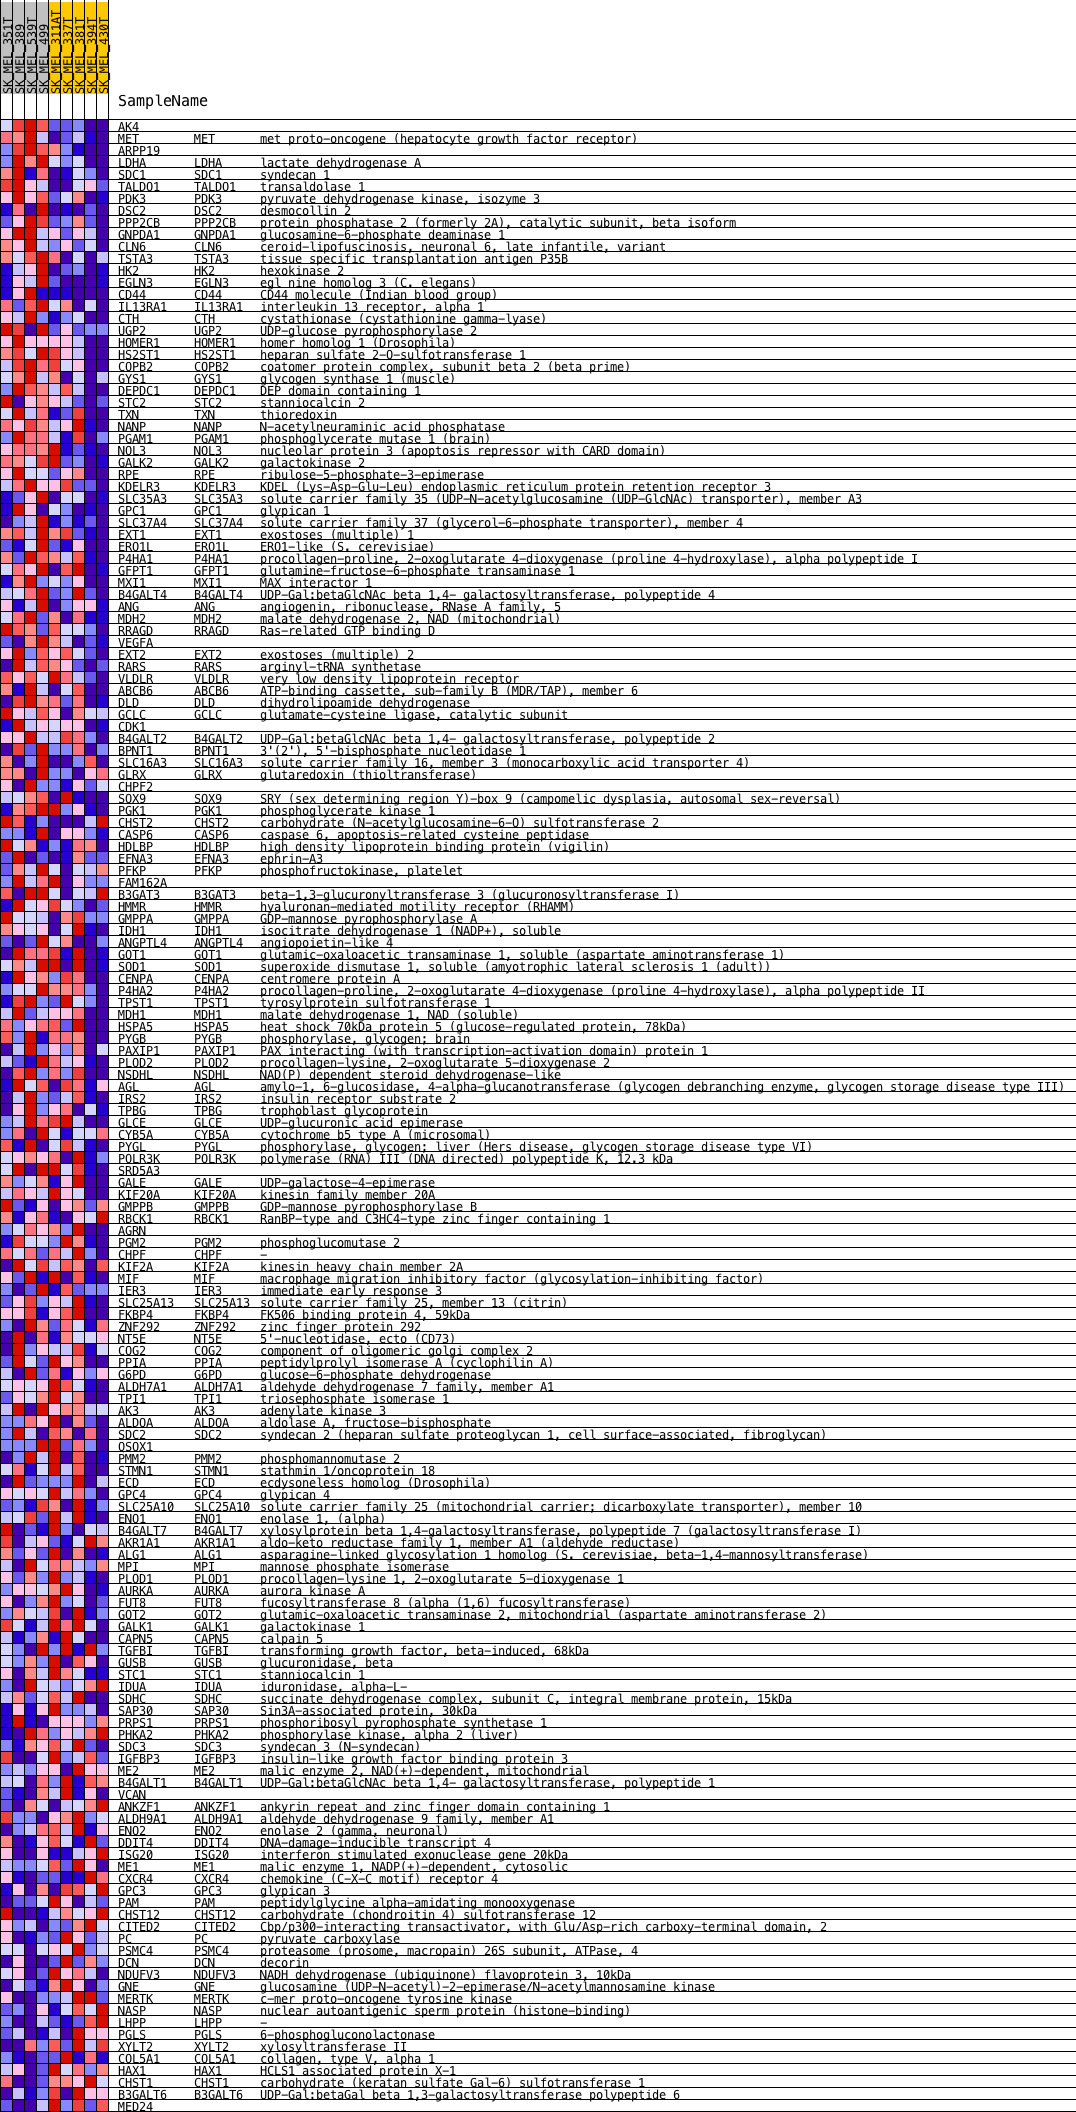 SK_MEL_351T
SK_MEL_389
SK_MEL_539T
SK_MEL_499
SK_MEL_311AT
SK_MEL_337T
SK_MEL_381T
SK_MEL_394T
SK_MEL_430T
SampleName
AK4
MET MET met proto-oncogene (hepatocyte growth factor receptor)
ARPP19
LDHA LDHA lactate dehydrogenase A
SDC1 SDC1 syndecan 1
TALDO1 TALDO1 transaldolase 1
PDK3 PDK3 pyruvate dehydrogenase kinase, isozyme 3
DSC2 DSC2 desmocollin 2
PPP2CB PPP2CB protein phosphatase 2 (formerly 2A), catalytic subunit, beta isoform
GNPDA1 GNPDA1 glucosamine-6-phosphate deaminase 1
CLN6 CLN6 ceroid-lipofuscinosis, neuronal 6, late infantile, variant
TSTA3 TSTA3 tissue specific transplantation antigen P35B
HK2 HK2 hexokinase 2
EGLN3 EGLN3 egl nine homolog 3 (C. elegans)
CD44 CD44 CD44 molecule (Indian blood group)
IL13RA1 IL13RA1 interleukin 13 receptor, alpha 1
CTH CTH cystathionase (cystathionine gamma-lyase)
UGP2 UGP2 UDP-glucose pyrophosphorylase 2
HOMER1 HOMER1 homer homolog 1 (Drosophila)
HS2ST1 HS2ST1 heparan sulfate 2-O-sulfotransferase 1
COPB2 COPB2 coatomer protein complex, subunit beta 2 (beta prime)
GYS1 GYS1 glycogen synthase 1 (muscle)
DEPDC1 DEPDC1 DEP domain containing 1
STC2 STC2 stanniocalcin 2
TXN TXN thioredoxin
NANP NANP N-acetylneuraminic acid phosphatase
PGAM1 PGAM1 phosphoglycerate mutase 1 (brain)
NOL3 NOL3 nucleolar protein 3 (apoptosis repressor with CARD domain)
GALK2 GALK2 galactokinase 2
RPE RPE ribulose-5-phosphate-3-epimerase
KDELR3 KDELR3 KDEL (Lys-Asp-Glu-Leu) endoplasmic reticulum protein retention receptor 3
SLC35A3 SLC35A3 solute carrier family 35 (UDP-N-acetylglucosamine (UDP-GlcNAc) transporter), member A3
GPC1 GPC1 glypican 1
SLC37A4 SLC37A4 solute carrier family 37 (glycerol-6-phosphate transporter), member 4
EXT1 EXT1 exostoses (multiple) 1
ERO1L ERO1L ERO1-like (S. cerevisiae)
P4HA1 P4HA1 procollagen-proline, 2-oxoglutarate 4-dioxygenase (proline 4-hydroxylase), alpha polypeptide I
GFPT1 GFPT1 glutamine-fructose-6-phosphate transaminase 1
MXI1 MXI1 MAX interactor 1
B4GALT4 B4GALT4 UDP-Gal:betaGlcNAc beta 1,4- galactosyltransferase, polypeptide 4
ANG ANG angiogenin, ribonuclease, RNase A family, 5
MDH2 MDH2 malate dehydrogenase 2, NAD (mitochondrial)
RRAGD RRAGD Ras-related GTP binding D
VEGFA
EXT2 EXT2 exostoses (multiple) 2
RARS RARS arginyl-tRNA synthetase
VLDLR VLDLR very low density lipoprotein receptor
ABCB6 ABCB6 ATP-binding cassette, sub-family B (MDR/TAP), member 6
DLD DLD dihydrolipoamide dehydrogenase
GCLC GCLC glutamate-cysteine ligase, catalytic subunit
CDK1
B4GALT2 B4GALT2 UDP-Gal:betaGlcNAc beta 1,4- galactosyltransferase, polypeptide 2
BPNT1 BPNT1 3'(2'), 5'-bisphosphate nucleotidase 1
SLC16A3 SLC16A3 solute carrier family 16, member 3 (monocarboxylic acid transporter 4)
GLRX GLRX glutaredoxin (thioltransferase)
CHPF2
SOX9 SOX9 SRY (sex determining region Y)-box 9 (campomelic dysplasia, autosomal sex-reversal)
PGK1 PGK1 phosphoglycerate kinase 1
CHST2 CHST2 carbohydrate (N-acetylglucosamine-6-O) sulfotransferase 2
CASP6 CASP6 caspase 6, apoptosis-related cysteine peptidase
HDLBP HDLBP high density lipoprotein binding protein (vigilin)
EFNA3 EFNA3 ephrin-A3
PFKP PFKP phosphofructokinase, platelet
FAM162A
B3GAT3 B3GAT3 beta-1,3-glucuronyltransferase 3 (glucuronosyltransferase I)
HMMR HMMR hyaluronan-mediated motility receptor (RHAMM)
GMPPA GMPPA GDP-mannose pyrophosphorylase A
IDH1 IDH1 isocitrate dehydrogenase 1 (NADP+), soluble
ANGPTL4 ANGPTL4 angiopoietin-like 4
GOT1 GOT1 glutamic-oxaloacetic transaminase 1, soluble (aspartate aminotransferase 1)
SOD1 SOD1 superoxide dismutase 1, soluble (amyotrophic lateral sclerosis 1 (adult))
CENPA CENPA centromere protein A
P4HA2 P4HA2 procollagen-proline, 2-oxoglutarate 4-dioxygenase (proline 4-hydroxylase), alpha polypeptide II
TPST1 TPST1 tyrosylprotein sulfotransferase 1
MDH1 MDH1 malate dehydrogenase 1, NAD (soluble)
HSPA5 HSPA5 heat shock 70kDa protein 5 (glucose-regulated protein, 78kDa)
PYGB PYGB phosphorylase, glycogen; brain
PAXIP1 PAXIP1 PAX interacting (with transcription-activation domain) protein 1
PLOD2 PLOD2 procollagen-lysine, 2-oxoglutarate 5-dioxygenase 2
NSDHL NSDHL NAD(P) dependent steroid dehydrogenase-like
AGL AGL amylo-1, 6-glucosidase, 4-alpha-glucanotransferase (glycogen debranching enzyme, glycogen storage disease type III)
IRS2 IRS2 insulin receptor substrate 2
TPBG TPBG trophoblast glycoprotein
GLCE GLCE UDP-glucuronic acid epimerase
CYB5A CYB5A cytochrome b5 type A (microsomal)
PYGL PYGL phosphorylase, glycogen; liver (Hers disease, glycogen storage disease type VI)
POLR3K POLR3K polymerase (RNA) III (DNA directed) polypeptide K, 12.3 kDa
SRD5A3
GALE GALE UDP-galactose-4-epimerase
KIF20A KIF20A kinesin family member 20A
GMPPB GMPPB GDP-mannose pyrophosphorylase B
RBCK1 RBCK1 RanBP-type and C3HC4-type zinc finger containing 1
AGRN
PGM2 PGM2 phosphoglucomutase 2
CHPF CHPF -
KIF2A KIF2A kinesin heavy chain member 2A
MIF MIF macrophage migration inhibitory factor (glycosylation-inhibiting factor)
IER3 IER3 immediate early response 3
SLC25A13 SLC25A13 solute carrier family 25, member 13 (citrin)
FKBP4 FKBP4 FK506 binding protein 4, 59kDa
ZNF292 ZNF292 zinc finger protein 292
NT5E NT5E 5'-nucleotidase, ecto (CD73)
COG2 COG2 component of oligomeric golgi complex 2
PPIA PPIA peptidylprolyl isomerase A (cyclophilin A)
G6PD G6PD glucose-6-phosphate dehydrogenase
ALDH7A1 ALDH7A1 aldehyde dehydrogenase 7 family, member A1
TPI1 TPI1 triosephosphate isomerase 1
AK3 AK3 adenylate kinase 3
ALDOA ALDOA aldolase A, fructose-bisphosphate
SDC2 SDC2 syndecan 2 (heparan sulfate proteoglycan 1, cell surface-associated, fibroglycan)
QSOX1
PMM2 PMM2 phosphomannomutase 2
STMN1 STMN1 stathmin 1/oncoprotein 18
ECD ECD ecdysoneless homolog (Drosophila)
GPC4 GPC4 glypican 4
SLC25A10 SLC25A10 solute carrier family 25 (mitochondrial carrier; dicarboxylate transporter), member 10
ENO1 ENO1 enolase 1, (alpha)
B4GALT7 B4GALT7 xylosylprotein beta 1,4-galactosyltransferase, polypeptide 7 (galactosyltransferase I)
AKR1A1 AKR1A1 aldo-keto reductase family 1, member A1 (aldehyde reductase)
ALG1 ALG1 asparagine-linked glycosylation 1 homolog (S. cerevisiae, beta-1,4-mannosyltransferase)
MPI MPI mannose phosphate isomerase
PLOD1 PLOD1 procollagen-lysine 1, 2-oxoglutarate 5-dioxygenase 1
AURKA AURKA aurora kinase A
FUT8 FUT8 fucosyltransferase 8 (alpha (1,6) fucosyltransferase)
GOT2 GOT2 glutamic-oxaloacetic transaminase 2, mitochondrial (aspartate aminotransferase 2)
GALK1 GALK1 galactokinase 1
CAPN5 CAPN5 calpain 5
TGFBI TGFBI transforming growth factor, beta-induced, 68kDa
GUSB GUSB glucuronidase, beta
STC1 STC1 stanniocalcin 1
IDUA IDUA iduronidase, alpha-L-
SDHC SDHC succinate dehydrogenase complex, subunit C, integral membrane protein, 15kDa
SAP30 SAP30 Sin3A-associated protein, 30kDa
PRPS1 PRPS1 phosphoribosyl pyrophosphate synthetase 1
PHKA2 PHKA2 phosphorylase kinase, alpha 2 (liver)
SDC3 SDC3 syndecan 3 (N-syndecan)
IGFBP3 IGFBP3 insulin-like growth factor binding protein 3
ME2 ME2 malic enzyme 2, NAD(+)-dependent, mitochondrial
B4GALT1 B4GALT1 UDP-Gal:betaGlcNAc beta 1,4- galactosyltransferase, polypeptide 1
VCAN
ANKZF1 ANKZF1 ankyrin repeat and zinc finger domain containing 1
ALDH9A1 ALDH9A1 aldehyde dehydrogenase 9 family, member A1
ENO2 ENO2 enolase 2 (gamma, neuronal)
DDIT4 DDIT4 DNA-damage-inducible transcript 4
ISG20 ISG20 interferon stimulated exonuclease gene 20kDa
ME1 ME1 malic enzyme 1, NADP(+)-dependent, cytosolic
CXCR4 CXCR4 chemokine (C-X-C motif) receptor 4
GPC3 GPC3 glypican 3
PAM PAM peptidylglycine alpha-amidating monooxygenase
CHST12 CHST12 carbohydrate (chondroitin 4) sulfotransferase 12
CITED2 CITED2 Cbp/p300-interacting transactivator, with Glu/Asp-rich carboxy-terminal domain, 2
PC PC pyruvate carboxylase
PSMC4 PSMC4 proteasome (prosome, macropain) 26S subunit, ATPase, 4
DCN DCN decorin
NDUFV3 NDUFV3 NADH dehydrogenase (ubiquinone) flavoprotein 3, 10kDa
GNE GNE glucosamine (UDP-N-acetyl)-2-epimerase/N-acetylmannosamine kinase
MERTK MERTK c-mer proto-oncogene tyrosine kinase
NASP NASP nuclear autoantigenic sperm protein (histone-binding)
LHPP LHPP -
PGLS PGLS 6-phosphogluconolactonase
XYLT2 XYLT2 xylosyltransferase II
COL5A1 COL5A1 collagen, type V, alpha 1
HAX1 HAX1 HCLS1 associated protein X-1
CHST1 CHST1 carbohydrate (keratan sulfate Gal-6) sulfotransferase 1
B3GALT6 B3GALT6 UDP-Gal:betaGal beta 1,3-galactosyltransferase polypeptide 6
MED24